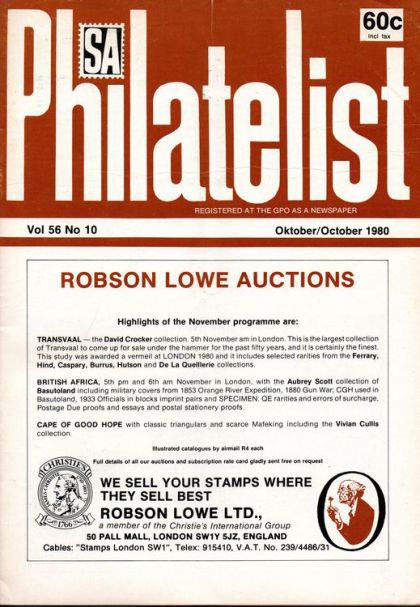 60c
incl tax
SA
Philatelist
REGISTERED AT THE GPO AS A NEWSPAPER
Vol 56 No 10
Oktober/October 1980
ROBSON LOWE AUCTIONS
Highlights of the November programme are:
TRANSVAAL — the David Crocker collection. 5th November am in London. This is the largest collection
of Transvaal to come up for sale under the hammer for the past fifty years, and it is certainly the finest.
This study was awarded a vermeil at LONDON 1980 and it includes selected rarities from the Ferrary,
Hind, Caspary, Burrus, Hutson and De La Queillerie collections.
BRITISH AFRICA, 5th pm and 6th am November in London, with the Aubrey Scott collection of
Basutoland including military covers from 1853 Orange River Expedition, 1880 Gun War; CGH used in
Basutoland, 1933 Officials in blocks imprint pairs and SPECIMEN: QE rarities and errors of surcharge,
Postage Due proofs and essays and postal stationery proofs.
CAPE OF GOOD HOPE with classic triangulars and scarce Mafeking including the Vivian Cullis
collection.
Illustrated catalogues by airmail R4 each
Full details of all our auctions and subscription rate card gladly sent free on request
CHRISTIE'S
1766
WE SELL YOUR STAMPS WHERE
THEY SELL BEST
ROBSON LOWE LTD.,
a member of the Christie's International Group
50 PALL MALL, LONDON SW1Y 5JZ, ENGLAND
Cables: "Stamps London SW1", Telex: 915410, V.A.T. No. 239/4486/31